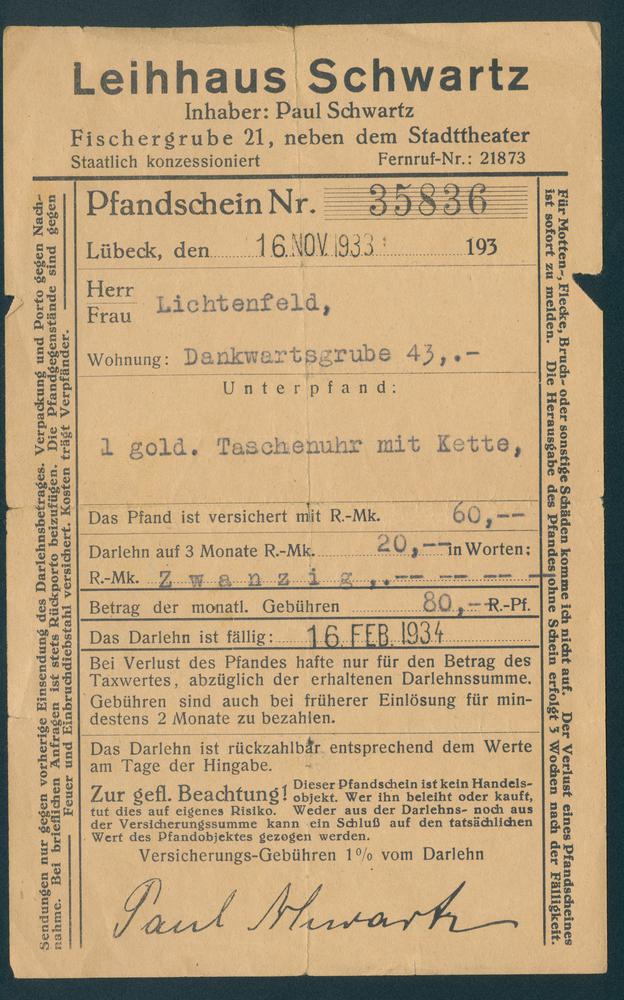 Leihhaus Schwartz
Inhaber: Paul Schwartz
Fischergrube 21, neben dem Stadttheater
Staatlich konzessioniert Fernruf-Nr.: 21873
Pfandschein Nr. 35836
Lübeck, den 16. NOV. 1933 193
Herr
Frau Lichtenfeld,
Wohnung: Dankwartsgrube 43,.-
Unterpfand:
1 gold. Taschenuhr mit Kette,
Das Pfand ist versichert mit R.-Mk. 60,--
Darlehn auf 3 Monate R.-Mk. 20,-- in Worten:
R.-Mk. Zwanzig,.-- -- -- --
Betrag der monatl. Gebühren 80,-- R.-Pf.
Das Darlehn ist fällig: 16. FEB. 1934
Bei Verlust des Pfandes hafte nur für den Betrag des
Taxwertes, abzüglich der erhaltenen Darlehnssumme.
Gebühren sind auch bei früherer Einlösung für min-
destens 2 Monate zu bezahlen.
Das Darlehn ist rückzahlbar entsprechend dem Werte
am Tage der Hingabe.
Zur gefl. Beachtung! Dieser Pfandschein ist kein Handels-
objekt. Wer ihn beleiht oder kauft,
tut dies auf eigenes Risiko. Weder aus der Darlehns- noch aus
der Versicherungssumme kann ein Schluß auf den tatsächlichen
Wert des Pfandobjektes gezogen werden.
Versicherungs-Gebühren 1% vom Darlehn
Paul Schwartz
Sendungen nur gegen vorherige Einsendung des Darlehnsbetrages. Verpackung und Porto gegen Nach-
nahme. Bei brieflichen Anfragen ist stets Rückporto beizufügen. Die Pfandgegenstände sind gegen
Feuer und Einbruchdiebstahl versichert. Kosten trägt Verpfänder.
Für Motten-, Flecke, Bruch- oder sonstige Schäden komme ich nicht auf. Der Verlust eines Pfandscheines
ist sofort zu melden. Die Herausgabe des Pfandes ohne Schein erfolgt 3 Wochen nach der Fälligkeit.